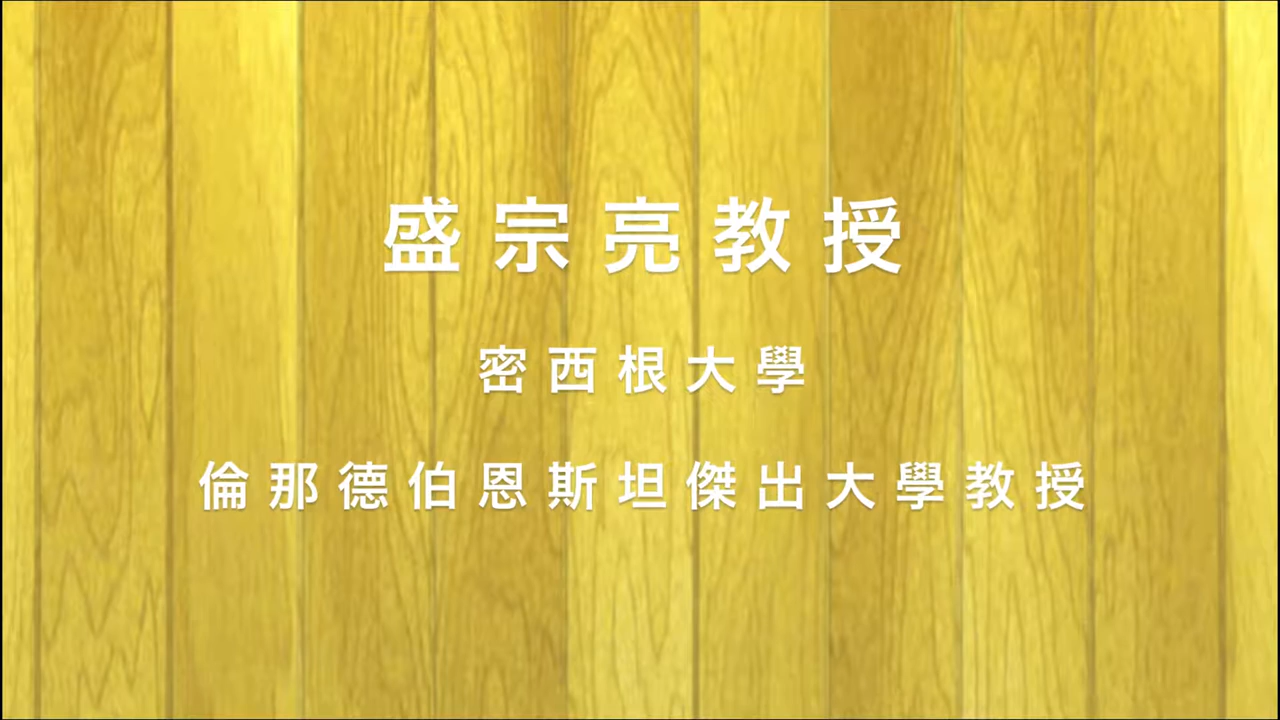 盛宗亮教授
密西根大學
倫那德伯恩斯坦傑出大學教授